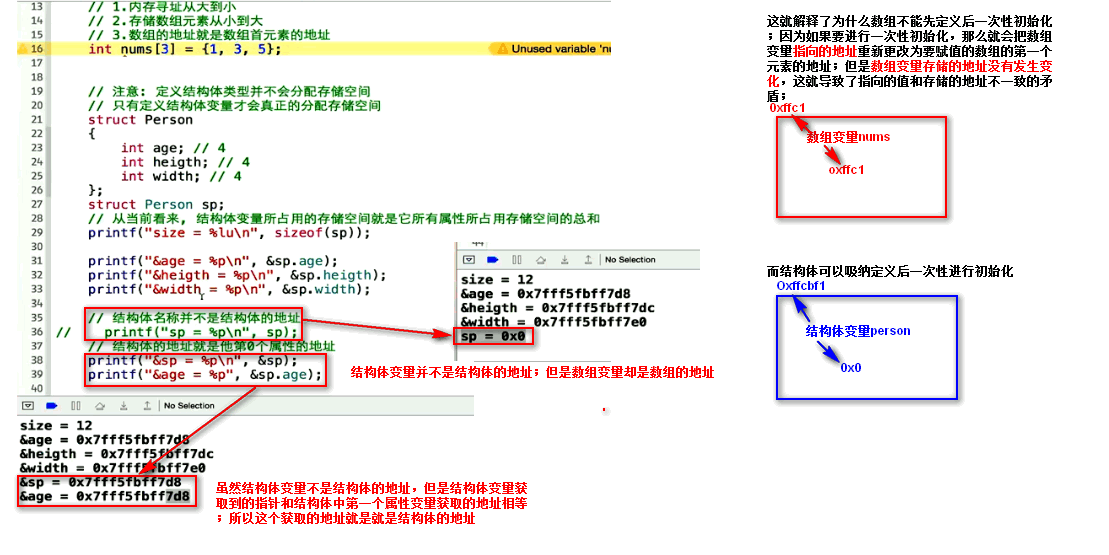 13 // 1.内存寻址从大到小
14 // 2.存储数组元素从小到大
15 // 3.数组的地址就是数组首元素的地址
16 int nums[3] = {1, 3, 5};
Unused variable 'nu
17
18
19 // 注意: 定义结构体类型并不会分配存储空间
20 // 只有定义结构体变量才会真正的分配存储空间
21 struct Person
22 {
23 int age; // 4
24 int heigth; // 4
25 int width; // 4
26 };
27 struct Person sp;
28 // 从当前看来, 结构体变量所占用的存储空间就是它所有属性所占用存储空间的总和
29 printf("size = %lu\n", sizeof(sp));
30
31 printf("&age = %p\n", &sp.age);
32 printf("&heigth = %p\n", &sp.heigth);
33 printf("&width = %p\n", &sp.width);
34
35 // 结构体名称并不是结构体的地址
36 // printf("sp = %p\n", sp);
37 // 结构体的地址就是他第0个属性的地址
38 printf("&sp = %p\n", &sp);
39 printf("&age = %p", &sp.age);
40
No Selection
size = 12
&age = 0x7fff5fbff7d8
&heigth = 0x7fff5fbff7dc
&width = 0x7fff5fbff7e0
&sp = 0x7fff5fbff7d8
&age = 0x7fff5fbff7d8
44
No Selection
size = 12
&age = 0x7fff5fbff7d8
&heigth = 0x7fff5fbff7dc
&width = 0x7fff5fbff7e0
sp = 0x0
结构体变量并不是结构体的地址；但是数组变量却是数组的地址
虽然结构体变量不是结构体的地址，但是结构体变量获
取到的指针和结构体中第一个属性变量获取的地址相等
；所以这个获取的地址就是就是结构体的地址
这就解释了为什么数组不能先定义后一次性初始化
；因为如果要进行一次性初始化，那么就会把数组
变量指向的地址重新更改为要赋值的数组的第一个
元素的地址；但是数组变量存储的地址没有发生变
化，这就导致了指向的值和存储的地址不一致的矛
盾；
0xffc1
数组变量nums
oxffc1
而结构体可以吸纳定义后一次性进行初始化
Oxffcbf1
结构体变量person
0x0